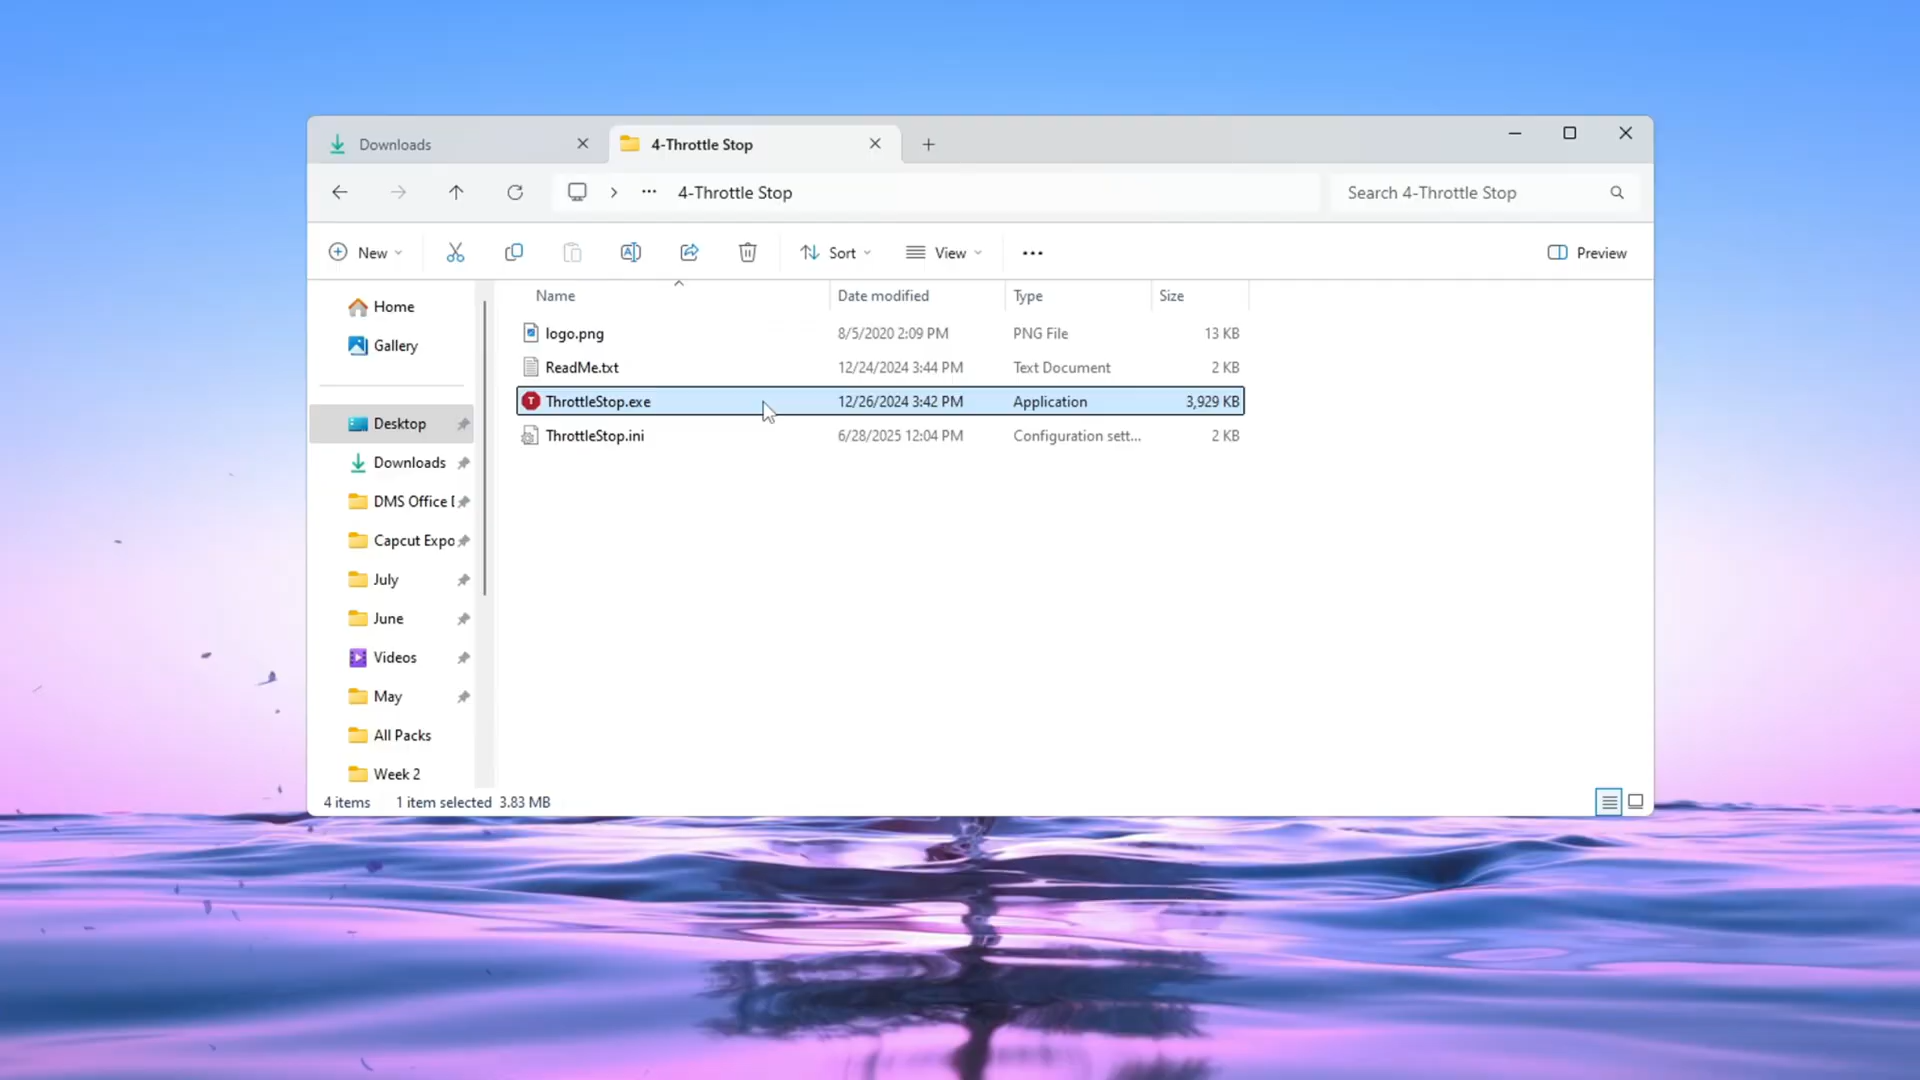 Downloads
4-Throttle Stop
4-Throttle Stop
Search 4-Throttle Stop
New
Sort
View
Preview
Name
Date modified
Type
Size
logo.png 8/5/2020 2:09 PM PNG File 13 KB
ReadMe.txt 12/24/2024 3:44 PM Text Document 2 KB
ThrottleStop.exe 12/26/2024 3:42 PM Application 3,929 KB
ThrottleStop.ini 6/28/2025 12:04 PM Configuration sett... 2 KB
Home
Gallery
Desktop
Downloads
DMS Office
Capcut Expo
July
June
Videos
May
All Packs
Week 2
4 items 1 item selected 3.83 MB